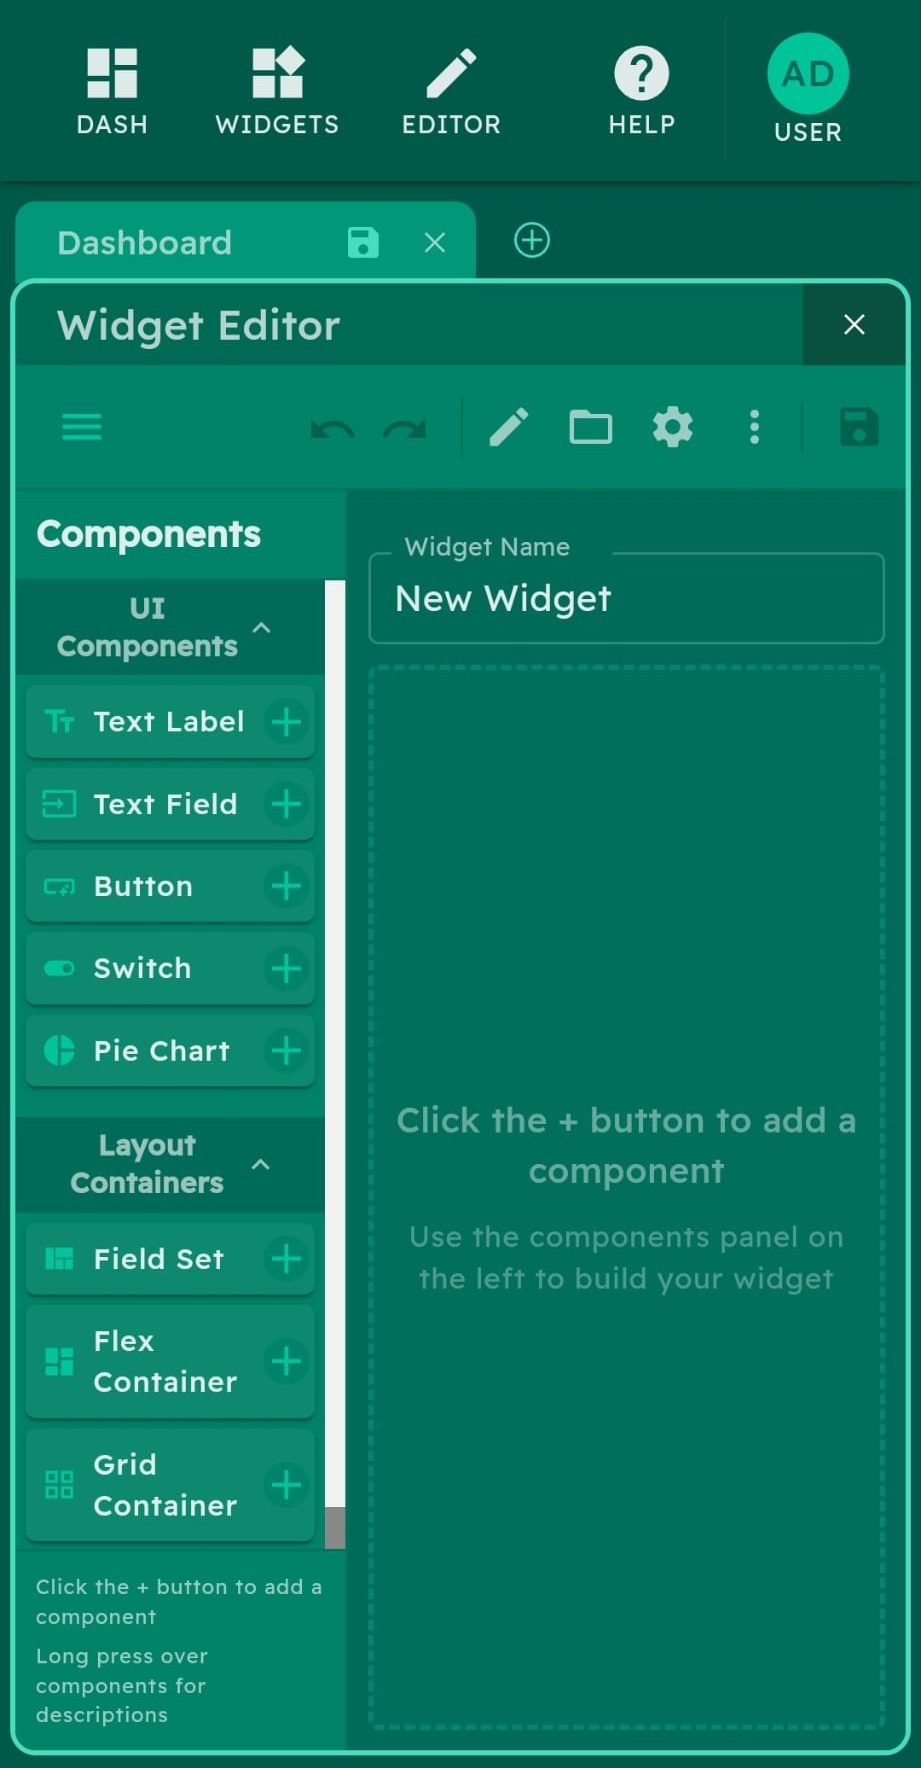 DASH
WIDGETS
EDITOR
HELP
AD
USER
Dashboard
Widget Editor
Components
UI
Components
Text Label
Text Field
Button
Switch
Pie Chart
Layout
Containers
Field Set
Flex
Container
Grid
Container
Click the + button to add a
component
Long press over
components for
descriptions
Widget Name
New Widget
Click the + button to add a
component
Use the components panel on
the left to build your widget